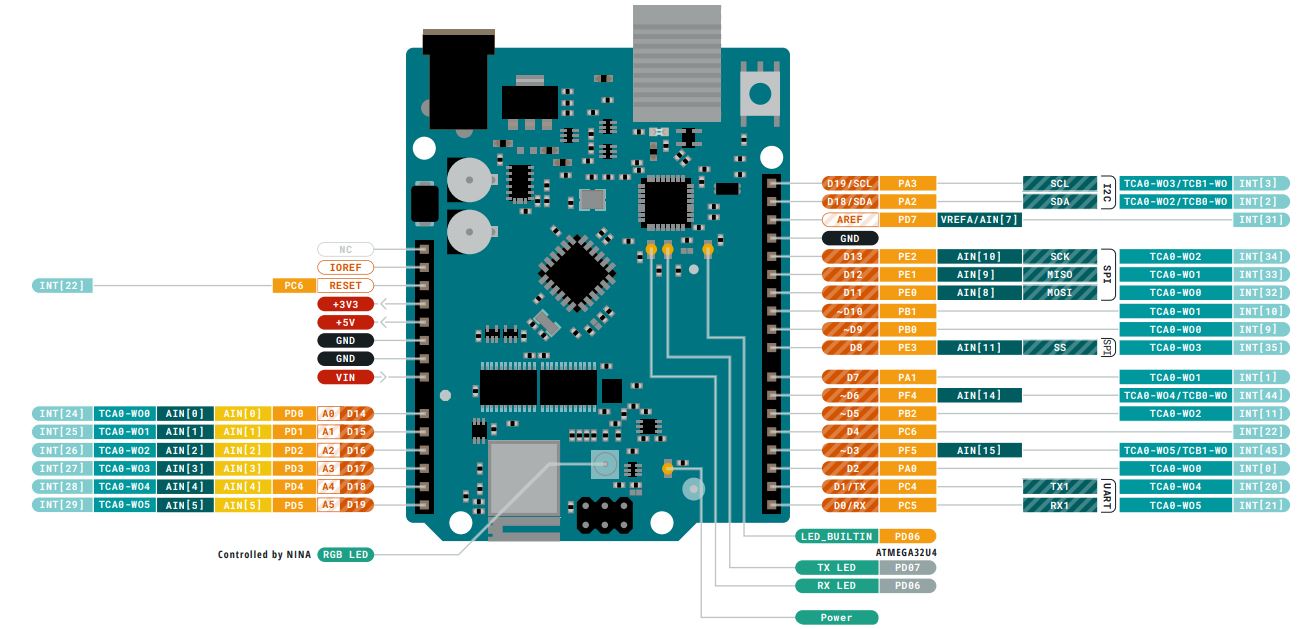 D19/SCL PA3 SCL TCA0-WO3/TCB1-WO INT[3]
D18/SDA PA2 SDA TCA0-WO2/TCB0-WO INT[2]
I2C
AREF PD7 VREFA/AIN[7] INT[31]
GND
D13 PE2 AIN[10] SCK TCA0-WO2 INT[34]
D12 PE1 AIN[9] MISO TCA0-WO1 INT[33]
D11 PE0 AIN[8] MOSI TCA0-WO0 INT[32]
SPI
~D10 PB1 TCA0-WO1 INT[10]
~D9 PB0 TCA0-WO0 INT[9]
D8 PE3 AIN[11] SS SPI TCA0-WO3 INT[35]
D7 PA1 TCA0-WO1 INT[1]
~D6 PF4 AIN[14] TCA0-WO4/TCB0-WO INT[44]
~D5 PB2 TCA0-WO2 INT[11]
D4 PC6 INT[22]
~D3 PF5 AIN[15] TCA0-WO5/TCB1-WO INT[45]
D2 PA0 TCA0-WO0 INT[0]
D1/TX PC4 TX1 TCA0-WO4 INT[20]
D0/RX PC5 RX1 TCA0-WO5 INT[21]
UART
NC
IOREF
INT[22] PC6 RESET
+3V3
+5V
GND
GND
VIN
INT[24] TCA0-WO0 AIN[0] AIN[0] PD0 A0 D14
INT[25] TCA0-WO1 AIN[1] AIN[1] PD1 A1 D15
INT[26] TCA0-WO2 AIN[2] AIN[2] PD2 A2 D16
INT[27] TCA0-WO3 AIN[3] AIN[3] PD3 A3 D17
INT[28] TCA0-WO4 AIN[4] AIN[4] PD4 A4 D18
INT[29] TCA0-WO5 AIN[5] AIN[5] PD5 A5 D19
Controlled by NINA RGB LED
LED_BUILTIN PD06
ATMEGA32U4
TX LED PD07
RX LED PD06
Power